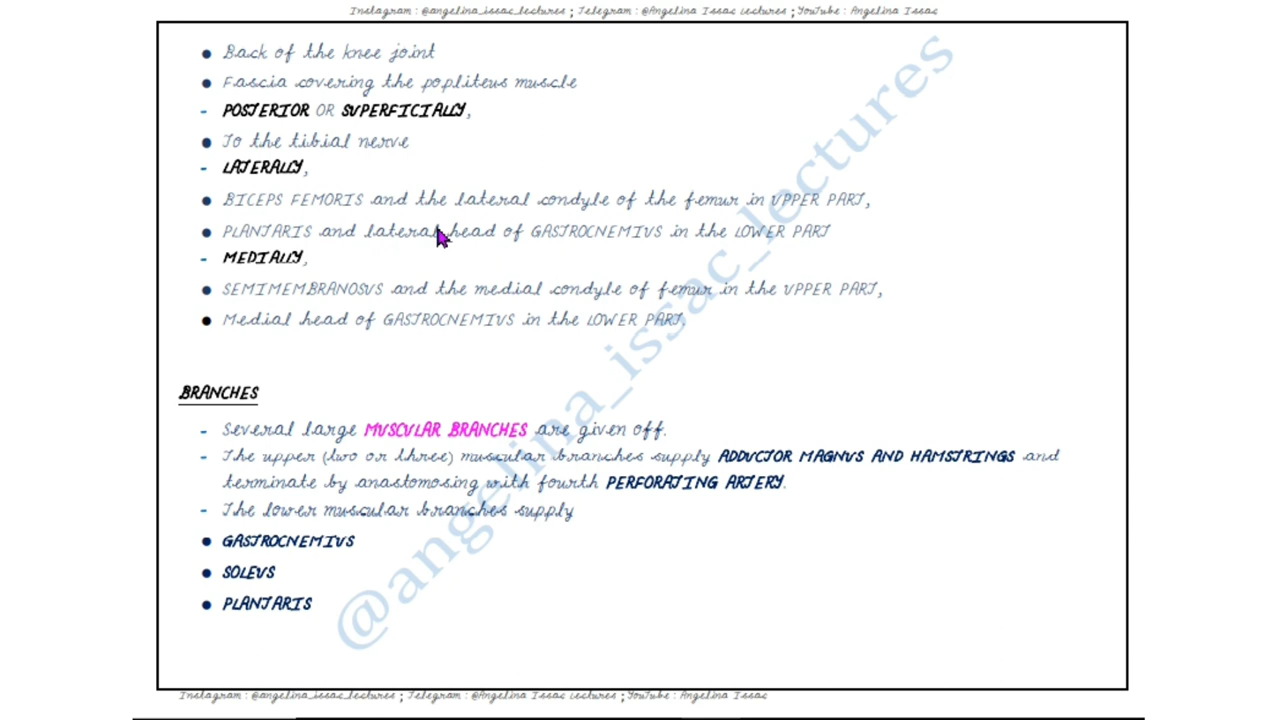 Instagram : @angelina_issac_lectures ; Telegram : @Angelina Issac Lectures ; YouTube : Angelina Issac
● Back of the knee joint
● Fascia covering the popliteus muscle
- POSTERIOR OR SUPERFICIALLY,
● To the tibial nerve
- LATERALLY,
● BICEPS FEMORIS and the lateral condyle of the femur in UPPER PART,
● PLANTARIS and lateral head of GASTROCNEMIUS in the LOWER PART
- MEDIALLY,
● SEMIMEMBRANOSUS and the medial condyle of femur in the UPPER PART,
● Medial head of GASTROCNEMIUS in the LOWER PART.
BRANCHES
- Several large MUSCULAR BRANCHES are given off.
- The upper (two or three) muscular branches supply ADDUCTOR MAGNUS AND HAMSTRINGS and
terminate by anastomosing with fourth PERFORATING ARTERY.
- The lower muscular branches supply
● GASTROCNEMIUS
● SOLEUS
● PLANTARIS
@angelina_issac_lectures
Instagram : @angelina_issac_lectures ; Telegram : @Angelina Issac Lectures ; YouTube : Angelina Issac